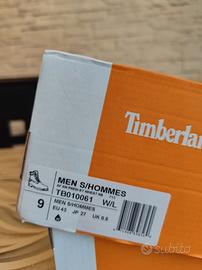 Timberland
MEN S/HOMMES
TB010061 W/L
9
MEN S/HOMMES
EU 43 JP 27 UK 8.5
subito